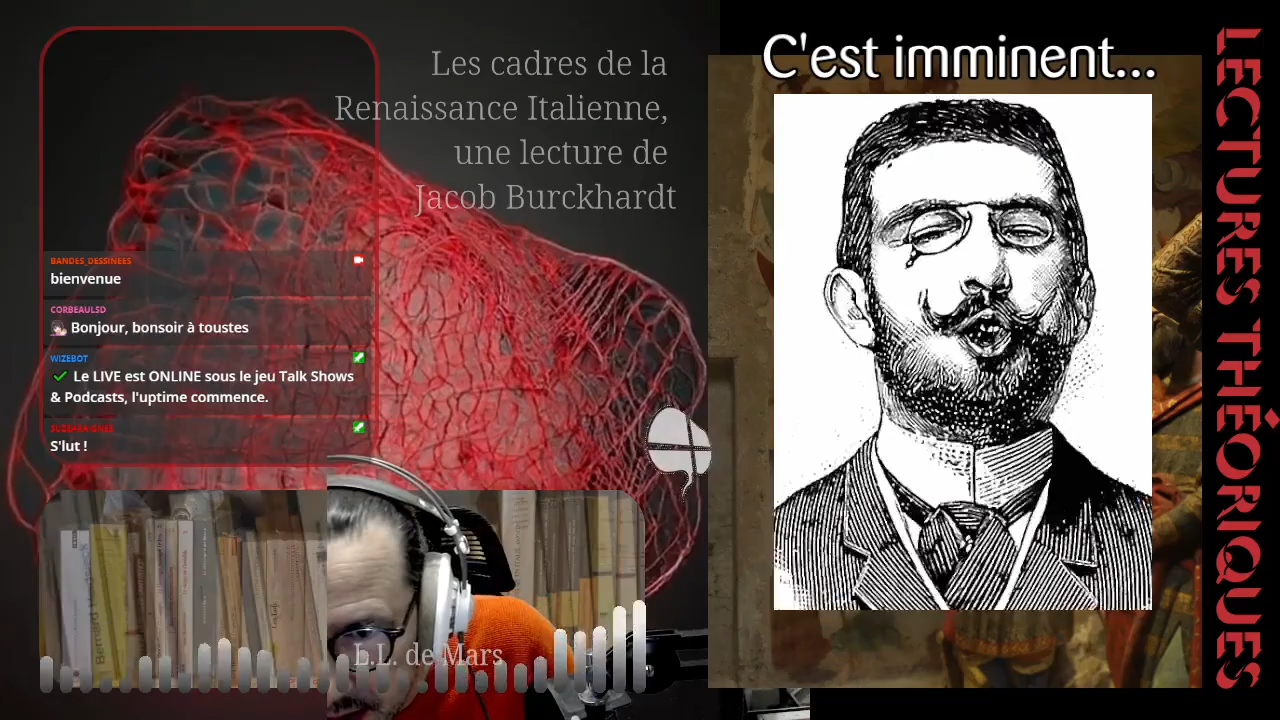 Les cadres de la
Renaissance Italienne,
une lecture de
Jacob Burckhardt
C'est imminent...
LECTURES THÉORIQUES
BANDES_DESSINEES
bienvenue
CORBEAULSD
Bonjour, bonsoir à toustes
WIZEBOT
Le LIVE est ONLINE sous le jeu Talk Shows
& Podcasts, l'uptime commence.
S'lut !
L.L. de Mars